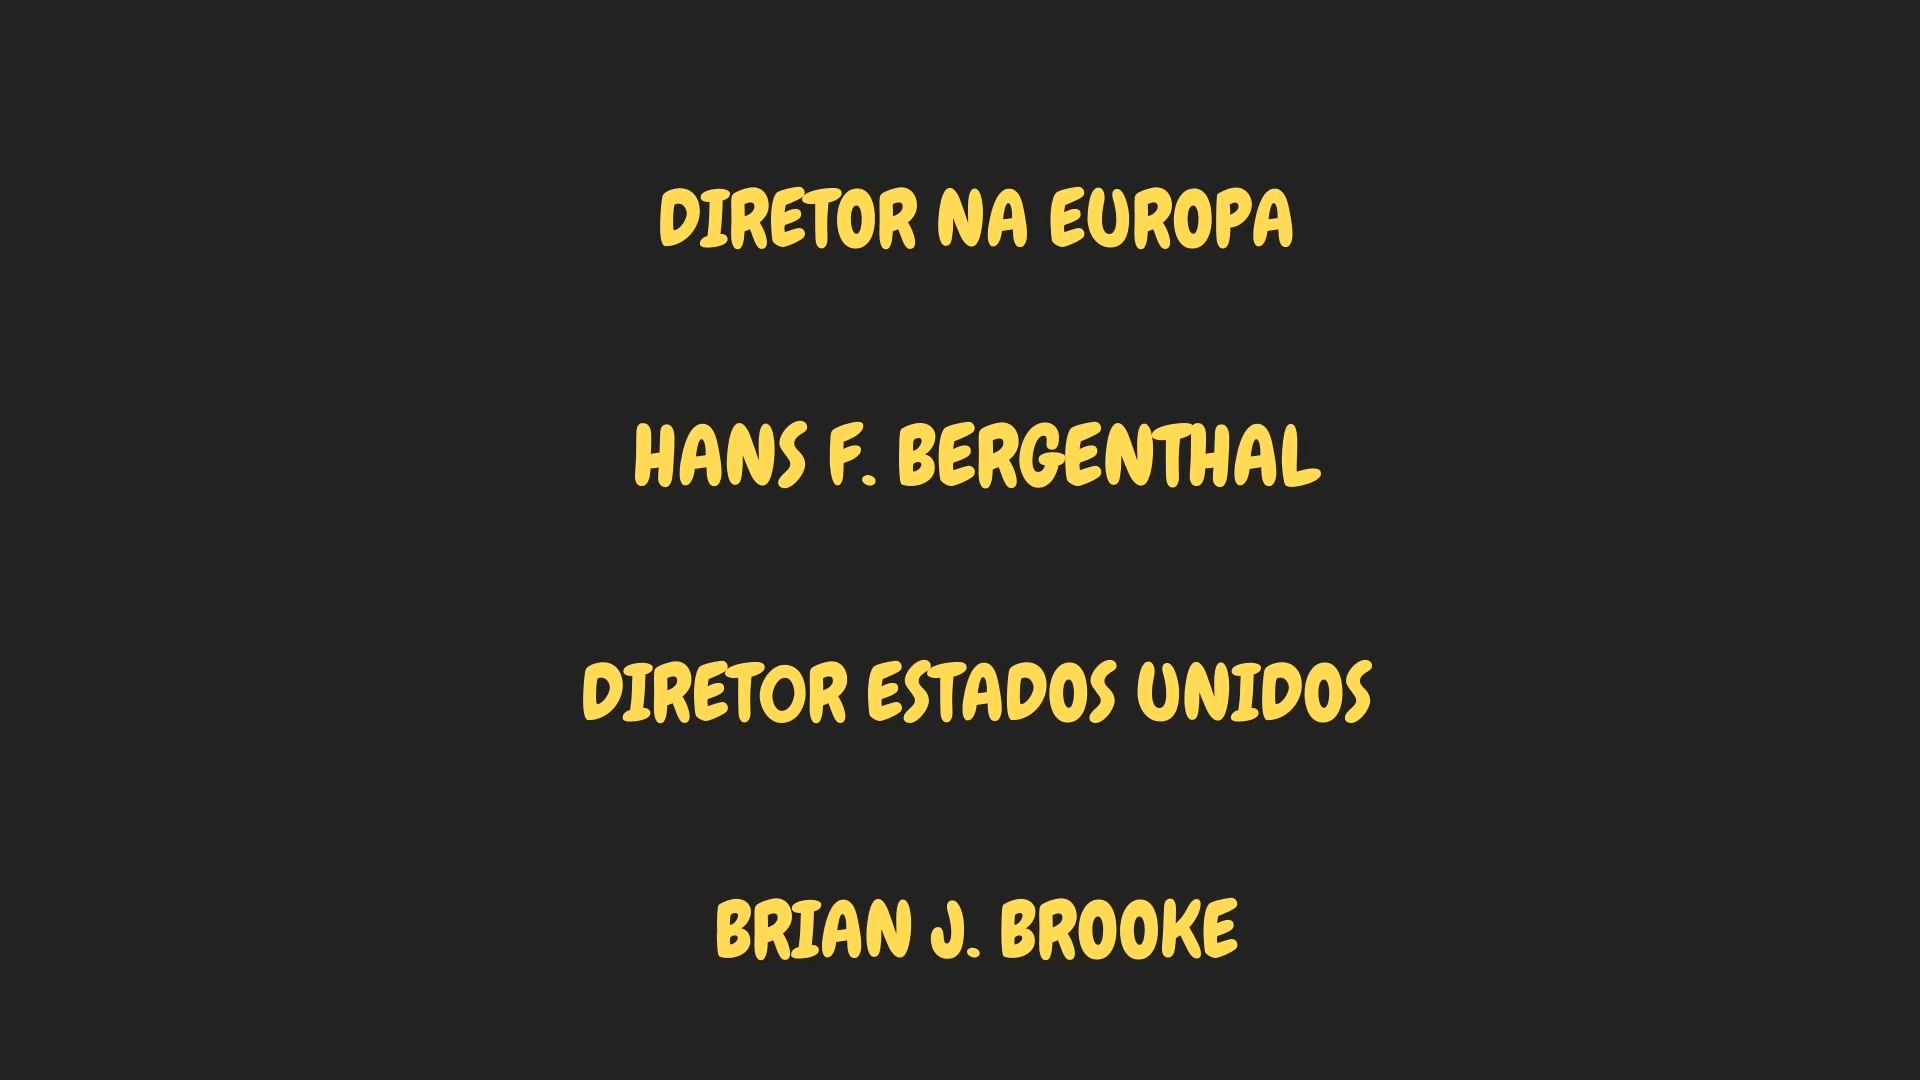 DIRETOR NA EUROPA
HANS F. BERGENTHAL
DIRETOR ESTADOS UNIDOS
BRIAN J. BROOKE